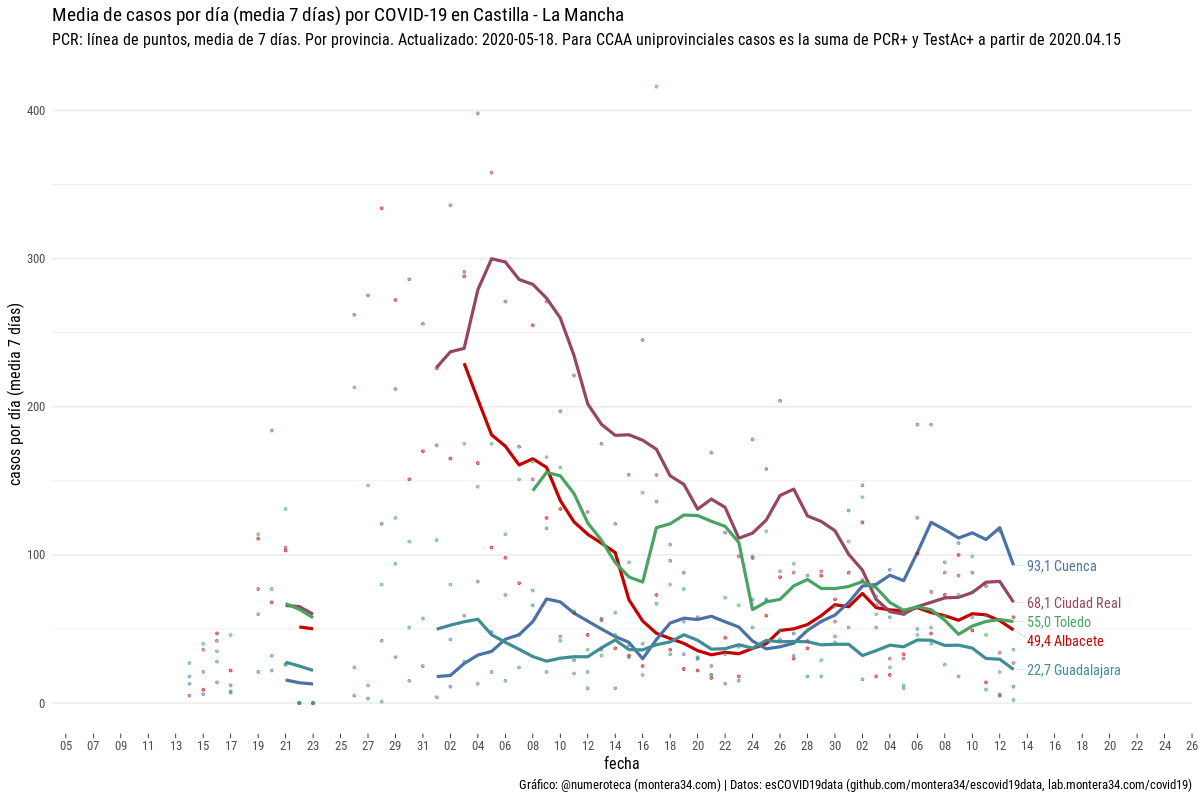 Media de casos por día (media 7 días) por COVID-19 en Castilla - La Mancha
PCR: línea de puntos, media de 7 días. Por provincia. Actualizado: 2020-05-18. Para CCAA uniprovinciales casos es la suma de PCR+ y TestAc+ a partir de 2020.04.15
casos por día (media 7 días)
400
300
200
100
0
93,1 Cuenca
68,1 Ciudad Real
55,0 Toledo
49,4 Albacete
22,7 Guadalajara
05 07 09 11 13 15 17 19 21 23 25 27 29 31 02 04 06 08 10 12 14 16 18 20 22 24 26 28 30 02 04 06 08 10 12 14 16 18 20 22 24 26
fecha
Gráfico: @numeroteca (montera34.com) | Datos: esCOVID19data (github.com/montera34/escovid19data, lab.montera34.com/covid19)